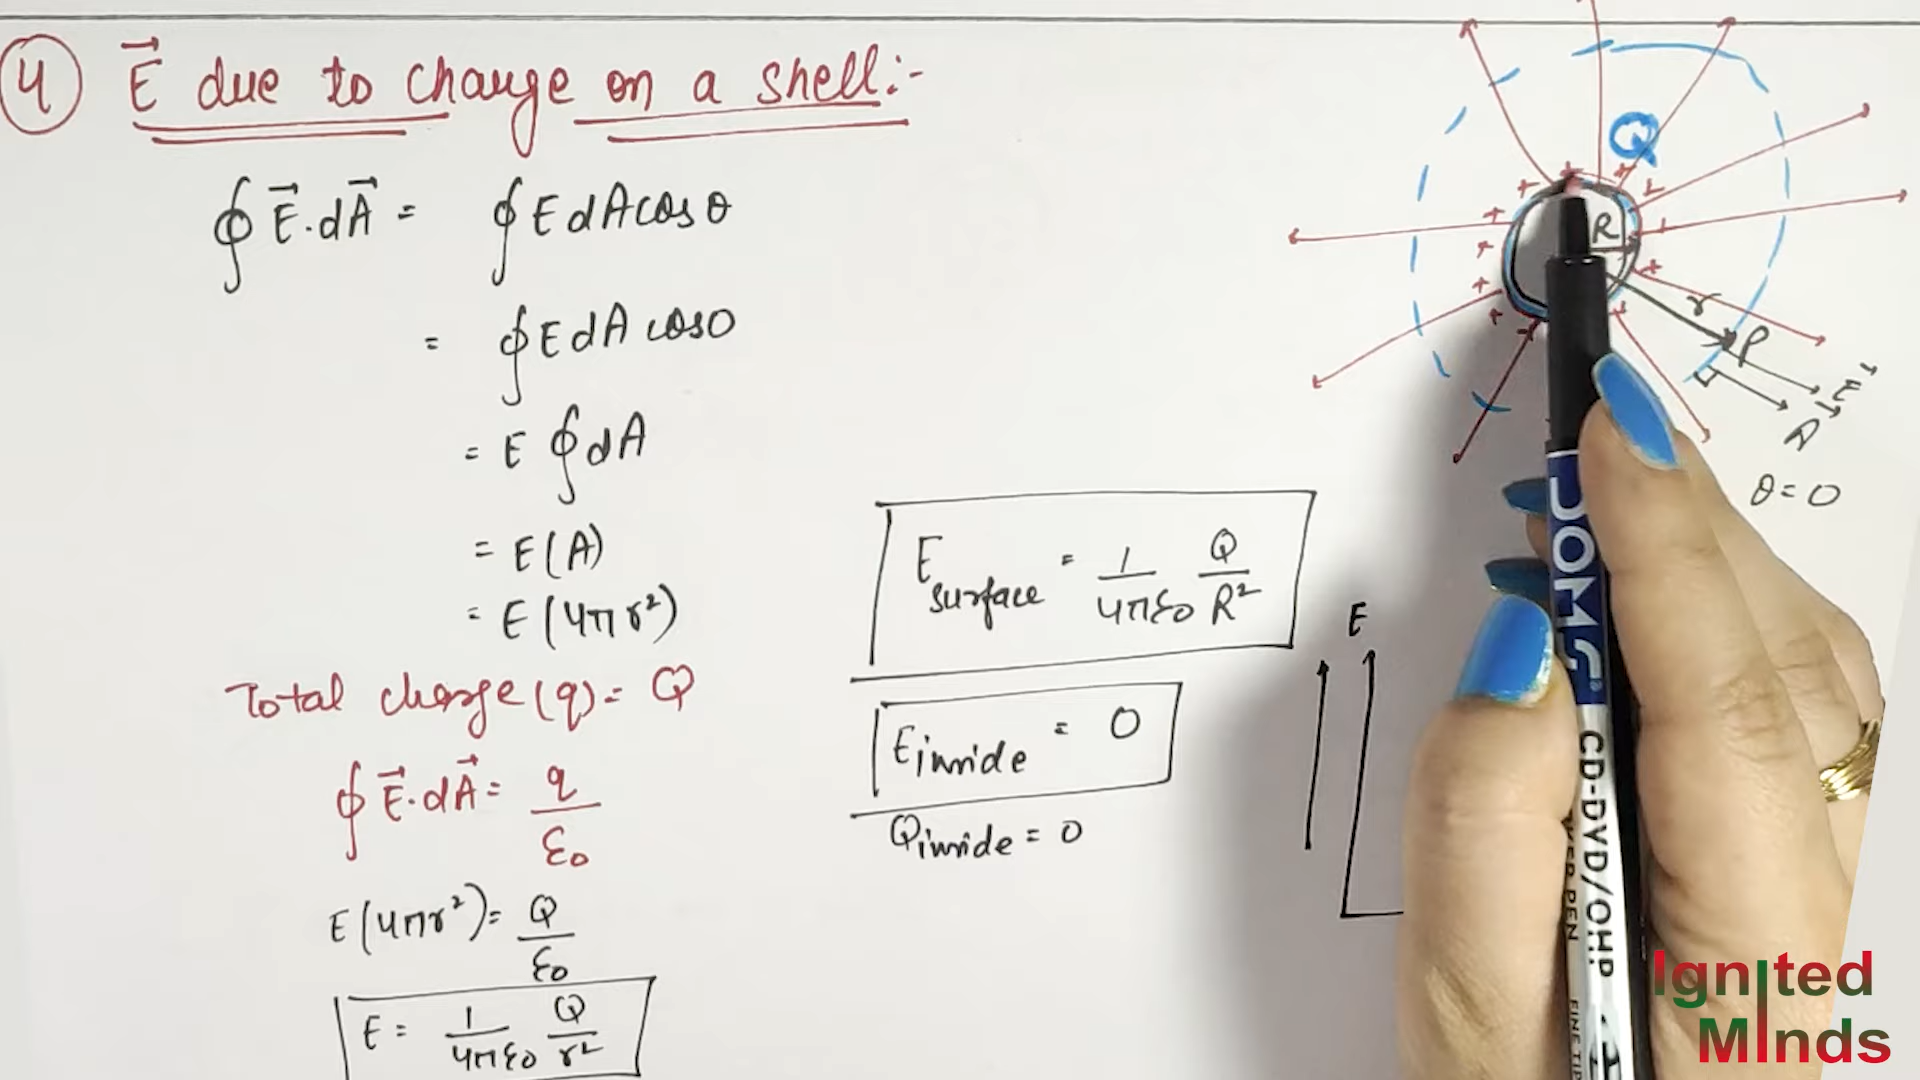 4 E⃗ due to charge on a shell:-
∮ E⃗.dA⃗ = ∮ E dA cos θ
= ∮ E dA cos 0
= E ∮ dA
= E(A)
= E(4πr²)
Total charge (q) = Q
∮ E⃗.dA⃗ = q/ε₀
E(4πr²) = Q/ε₀
E = 1/4πε₀ Q/r²
E surface = 1/4πε₀ Q/R²
E inside = 0
Q inside = 0
Q
R
r
P
E⃗
A⃗
θ = 0
E
DOMS
CD-DVD/OHP
Ignited
Minds